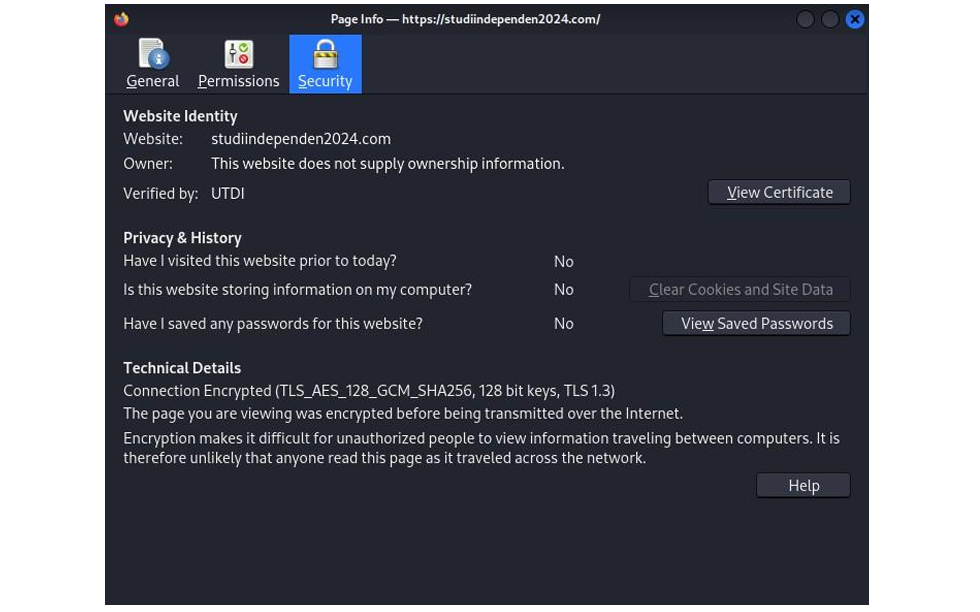 Page Info — https://studiindependen2024.com/
General Permissions Security
Website Identity
Website: studiindependen2024.com
Owner: This website does not supply ownership information.
Verified by: UTDI View Certificate
Privacy & History
Have I visited this website prior to today? No
Is this website storing information on my computer? No Clear Cookies and Site Data
Have I saved any passwords for this website? No View Saved Passwords
Technical Details
Connection Encrypted (TLS_AES_128_GCM_SHA256, 128 bit keys, TLS 1.3)
The page you are viewing was encrypted before being transmitted over the Internet.
Encryption makes it difficult for unauthorized people to view information traveling between computers. It is
therefore unlikely that anyone read this page as it traveled across the network.
Help